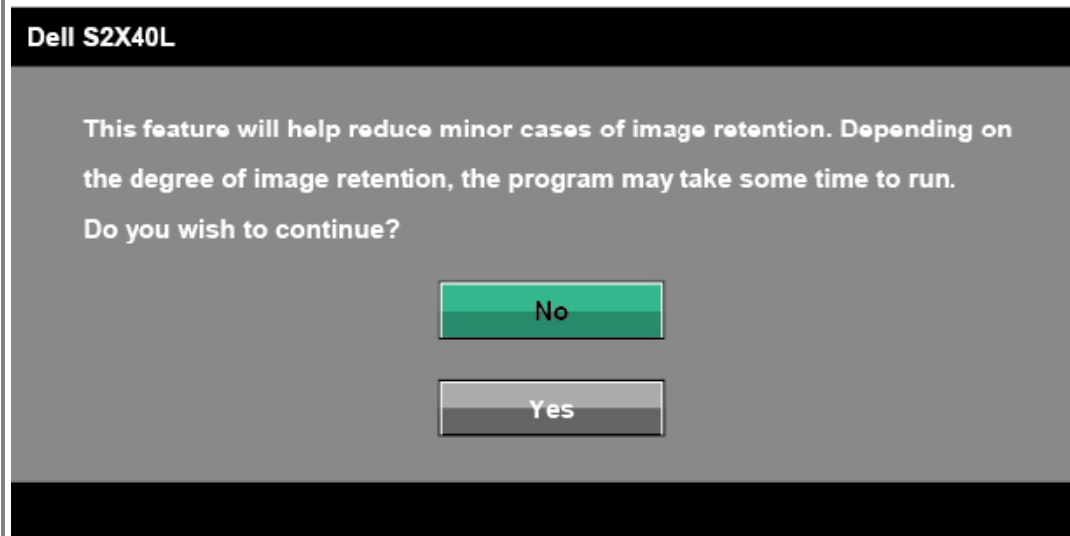 Dell S2X40L
This feature will help reduce minor cases of image retention. Depending on
the degree of image retention, the program may take some time to run.
Do you wish to continue?
No
Yes